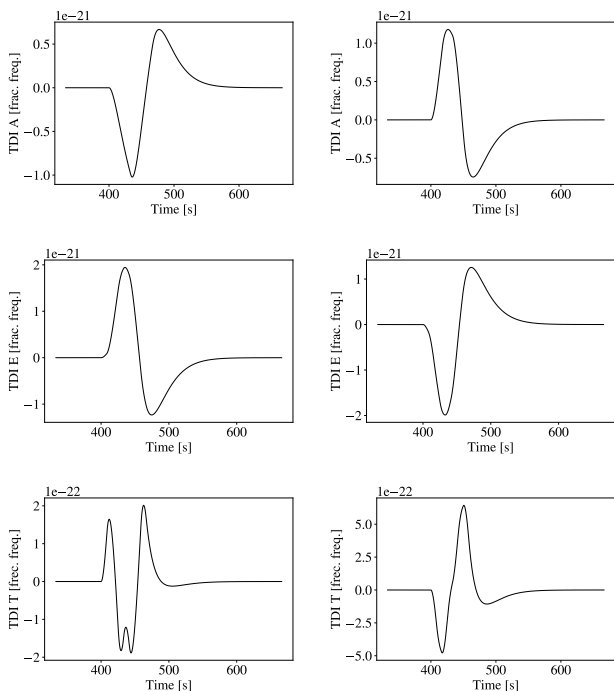 1e−21
TDI A [frac. freq.]
0.5
0.0
−0.5
−1.0
400
500
600
Time [s]
1e−21
TDI A [frac. freq.]
1.0
0.5
0.0
−0.5
400
500
600
Time [s]
1e−21
TDI E [frac. freq.]
2
1
0
−1
400
500
600
Time [s]
1e−21
TDI E [frac. freq.]
1
0
−1
−2
400
500
600
Time [s]
1e−22
TDI T [frec. freq.]
2
1
0
−1
−2
400
500
600
Time [s]
1e−22
TDI T [frec. freq.]
5.0
2.5
0.0
−2.5
−5.0
400
500
600
Time [s]